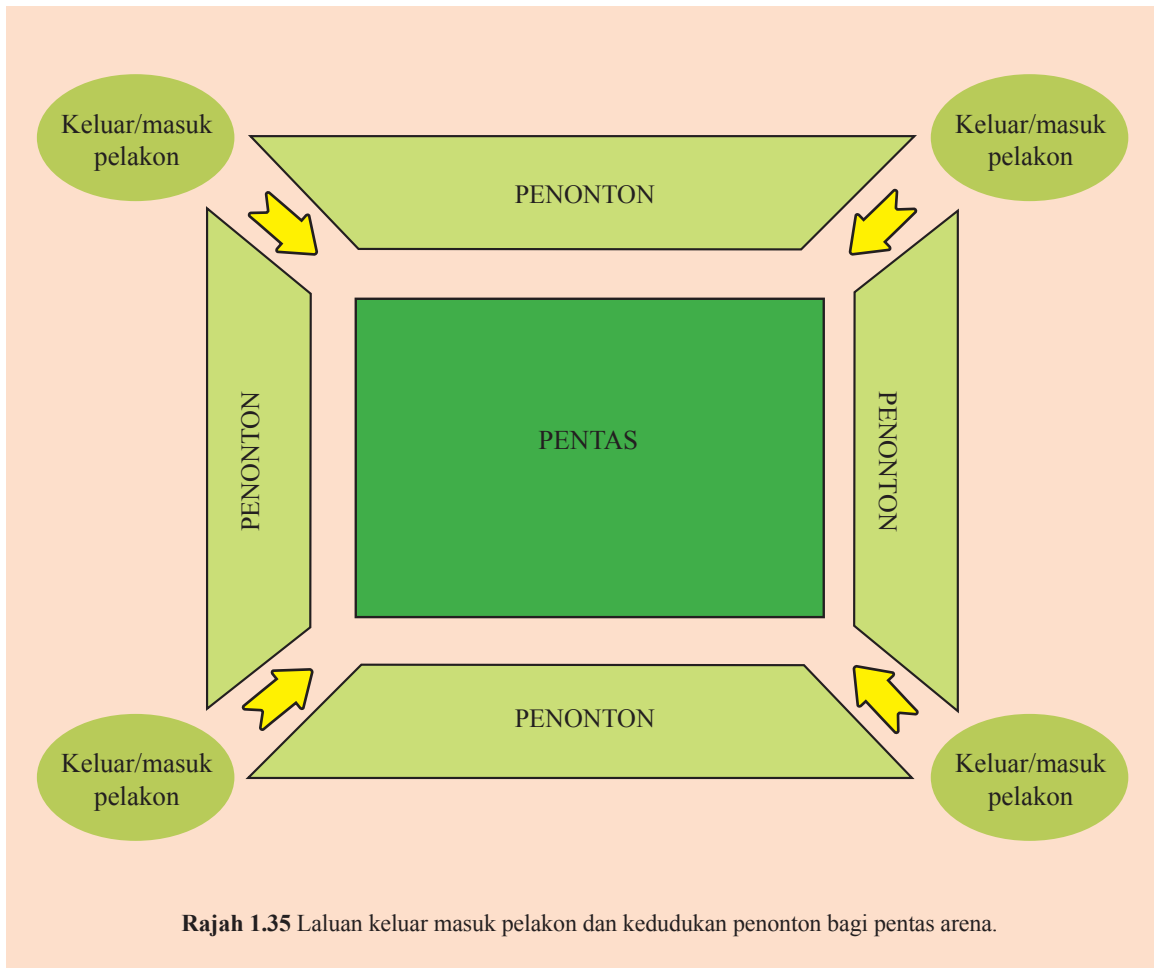 Keluar/masuk
pelakon
Keluar/masuk
pelakon
PENONTON
PENONTON
PENTAS
PENONTON
PENONTON
Keluar/masuk
pelakon
Keluar/masuk
pelakon
Rajah 1.35 Laluan keluar masuk pelakon dan kedudukan penonton bagi pentas arena.